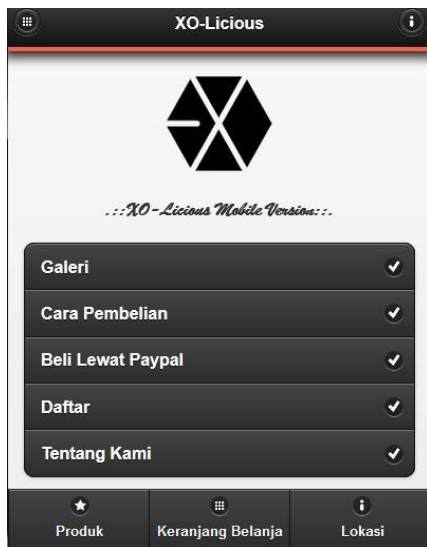 XO-Licious
.::XO-Licious Mobile Version::.
Galeri
Cara Pembelian
Beli Lewat Paypal
Daftar
Tentang Kami
Produk Keranjang Belanja Lokasi